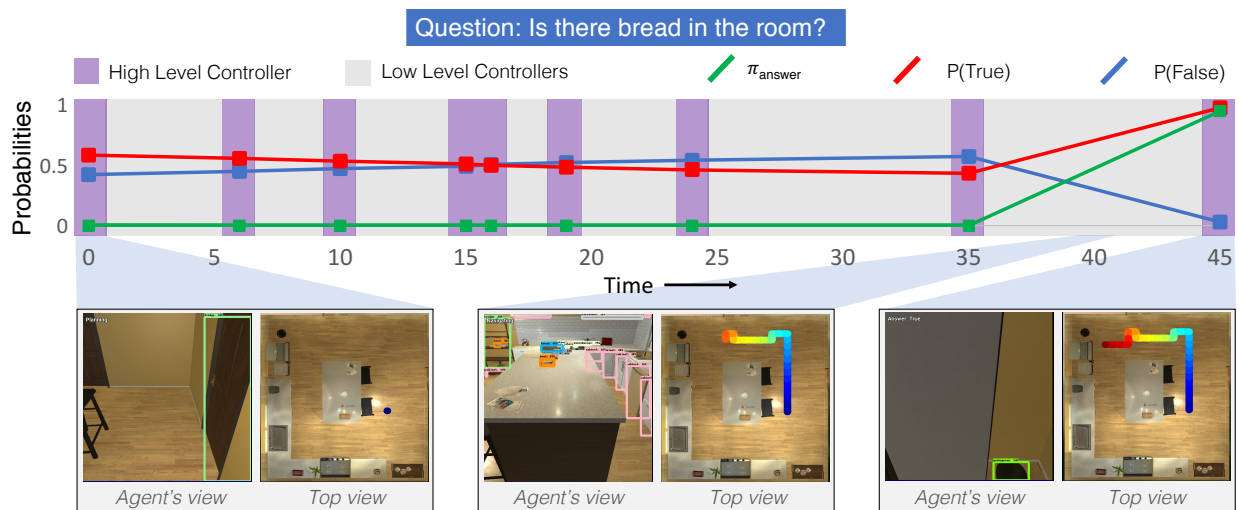 Question: Is there bread in the room?
High Level Controller
Low Level Controllers
πanswer
P(True)
P(False)
Probabilities
1
0.5
0
0 5 10 15 20 25 30 35 40 45
Time
Planning
Navigating
Answer: True
Agent's view
Top view
Agent's view
Top view
Agent's view
Top view